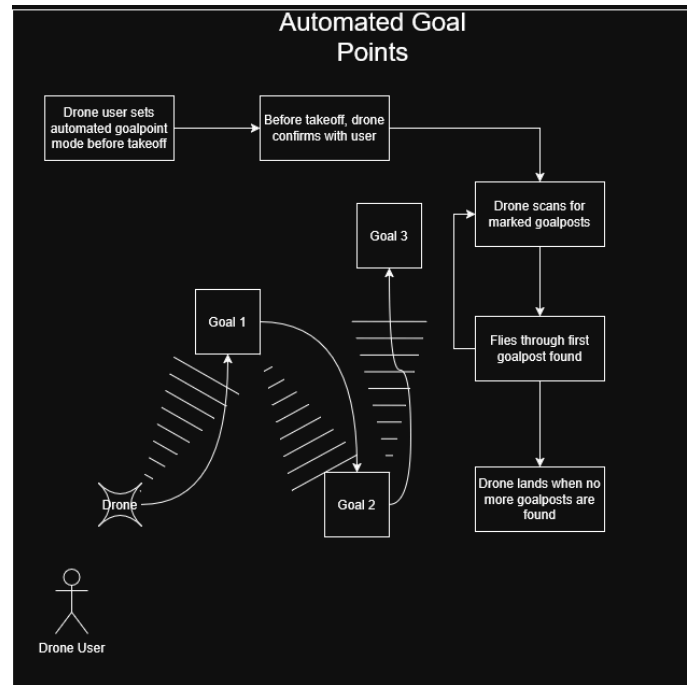 Automated Goal
Points
Drone user sets
automated goalpoint
mode before takeoff
Before takeoff, drone
confirms with user
Drone scans for
marked goalposts
Goal 3
Goal 1
Flies through first
goalpost found
Drone
Goal 2
Drone lands when no
more goalposts are
found
Drone User